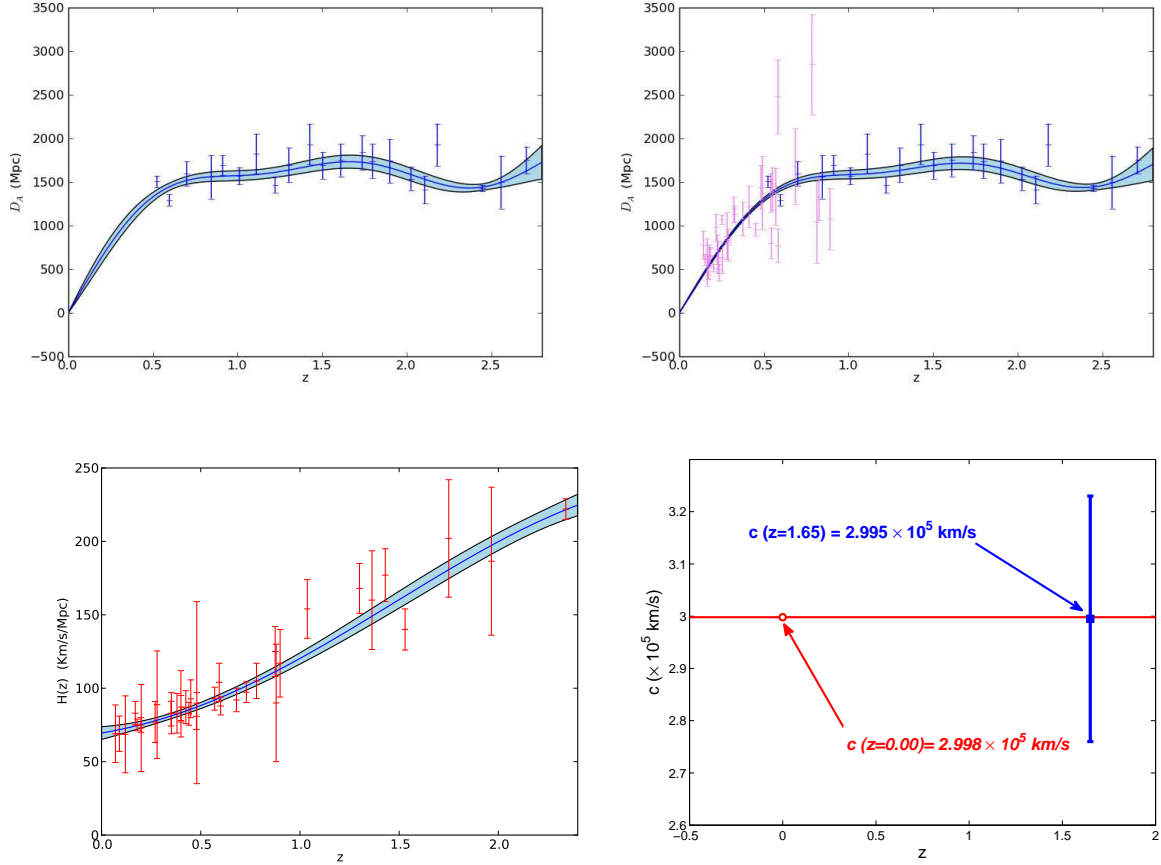 3500
3000
2500
2000
1500
1000
500
0
−500
D_A (Mpc)
0.0 0.5 1.0 1.5 2.0 2.5
z
3500
3000
2500
2000
1500
1000
500
0
−500
D_A (Mpc)
0.0 0.5 1.0 1.5 2.0 2.5
z
250
200
150
100
50
0
H(z) (Km/s/Mpc)
0.0 0.5 1.0 1.5 2.0
z
3.2
3.1
3
2.9
2.8
2.7
2.6
c (× 10^5 km/s)
c (z=1.65) = 2.995 × 10^5 km/s
c (z=0.00)= 2.998 × 10^5 km/s
-0.5 0 0.5 1 1.5 2
z